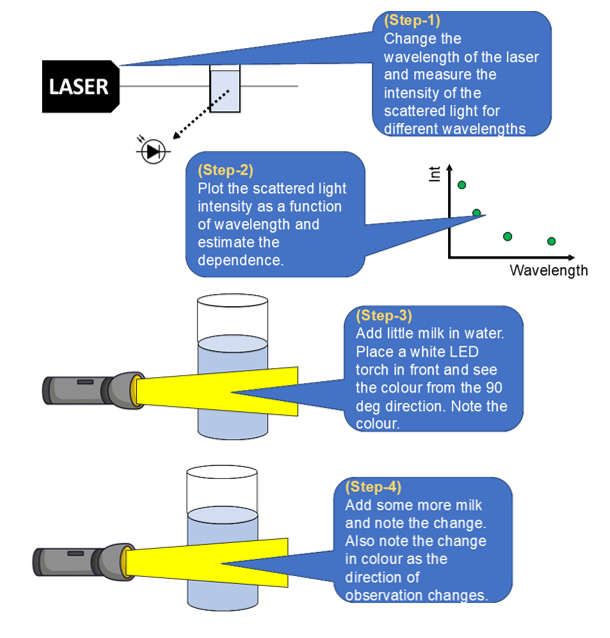 (Step-1)
Change the
wavelength of the laser
and measure the
intensity of the
scattered light for
different wavelengths
LASER
(Step-2)
Plot the scattered light
intensity as a function
of wavelength and
estimate the
dependence.
Int
Wavelength
(Step-3)
Add little milk in water.
Place a white LED
torch in front and see
the colour from the 90
deg direction. Note the
colour.
(Step-4)
Add some more milk
and note the change.
Also note the change
in colour as the
direction of
observation changes.